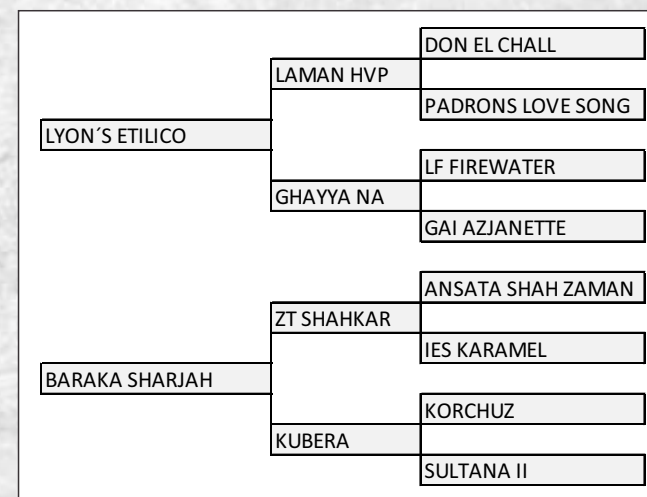 DON EL CHALL
LAMAN HVP
PADRONS LOVE SONG
LYON´S ETILICO
LF FIREWATER
GHAYYA NA
GAI AZJANETTE
ANSATA SHAH ZAMAN
ZT SHAHKAR
IES KARAMEL
BARAKA SHARJAH
KORCHUZ
KUBERA
SULTANA II